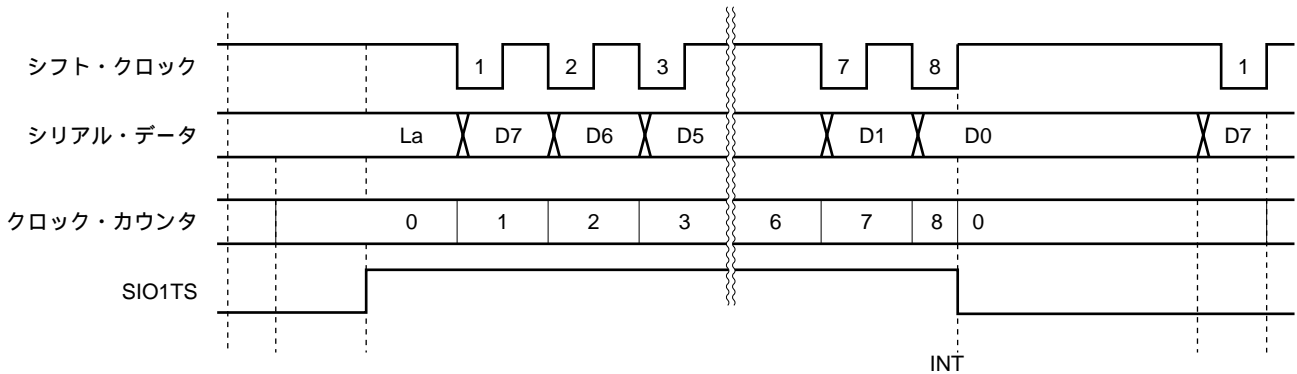 シフト・クロック 1 2 3 7 8 1
シリアル・データ La D7 D6 D5 D1 D0 D7
クロック・カウンタ 0 1 2 3 6 7 8 0
SIO1TS
INT